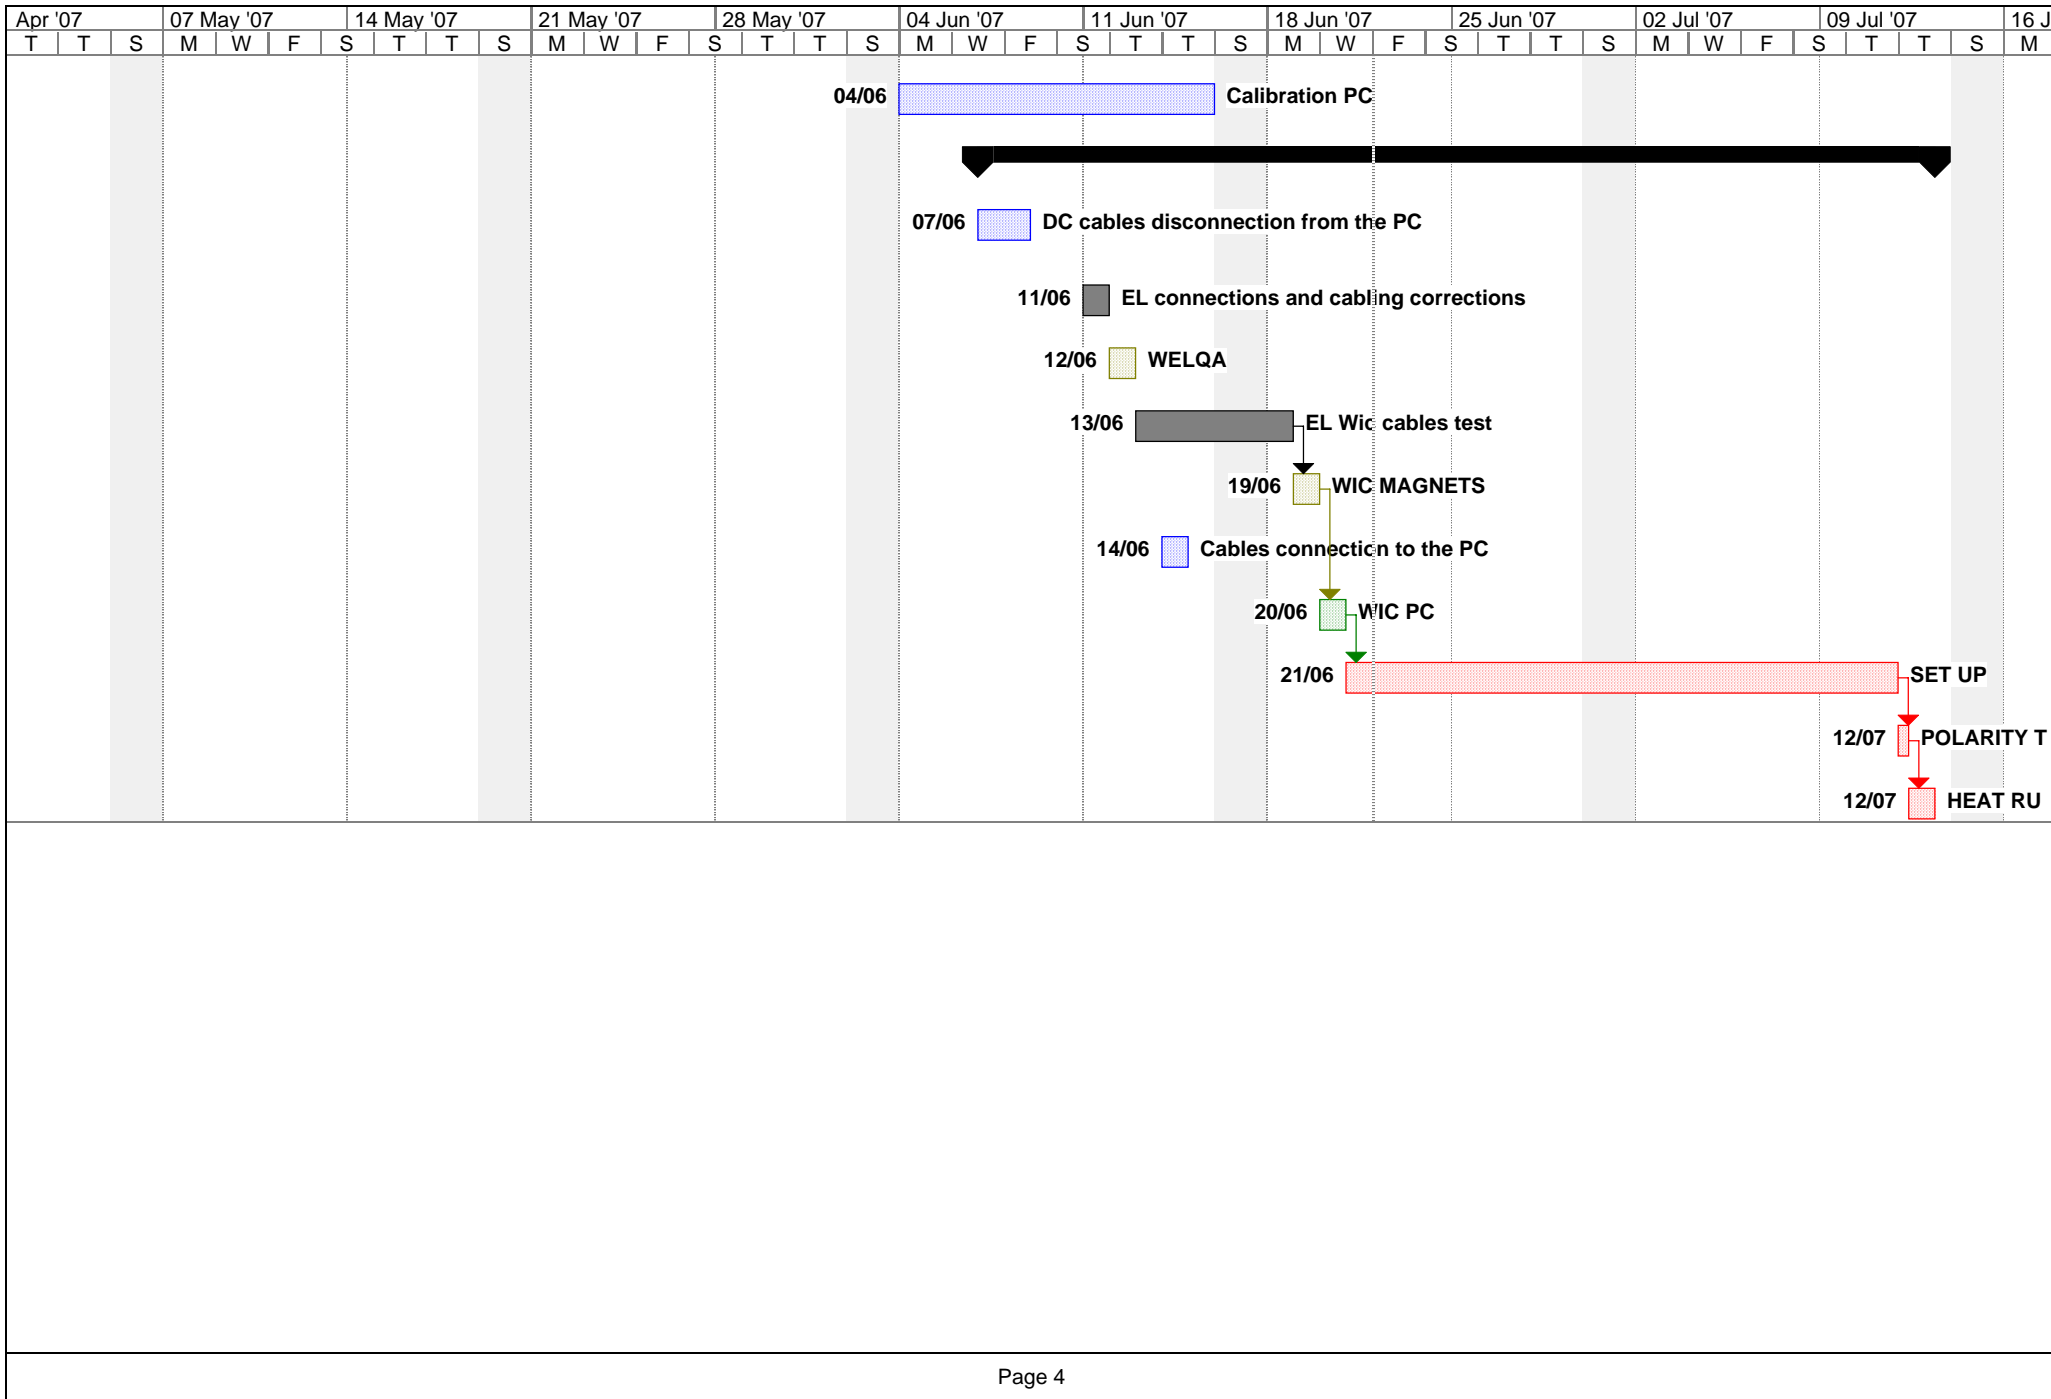 Apr '07 07 May '07 14 May '07 21 May '07 28 May '07 04 Jun '07 11 Jun '07 18 Jun '07 25 Jun '07 02 Jul '07 09 Jul '07 16 J
T T S M W F S T T S M W F S T T S M W F S T T S M W F S T T S M W F S T T S M
04/06 Calibration PC
07/06 DC cables disconnection from the PC
11/06 EL connections and cabling corrections
12/06 WELQA
13/06 EL Wic cables test
19/06 WIC MAGNETS
14/06 Cables connection to the PC
20/06 WIC PC
21/06 SET UP
12/07 POLARITY T
12/07 HEAT RU
Page 4